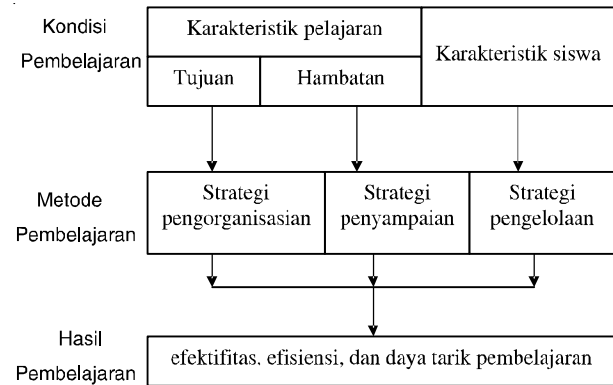 Kondisi
Pembelajaran
Karakteristik pelajaran
Karakteristik siswa
Tujuan
Hambatan
Metode
Pembelajaran
Strategi
pengorganisasian
Strategi
penyampaian
Strategi
pengelolaan
Hasil
Pembelajaran
efektifitas. efisiensi, dan daya tarik pembelajaran